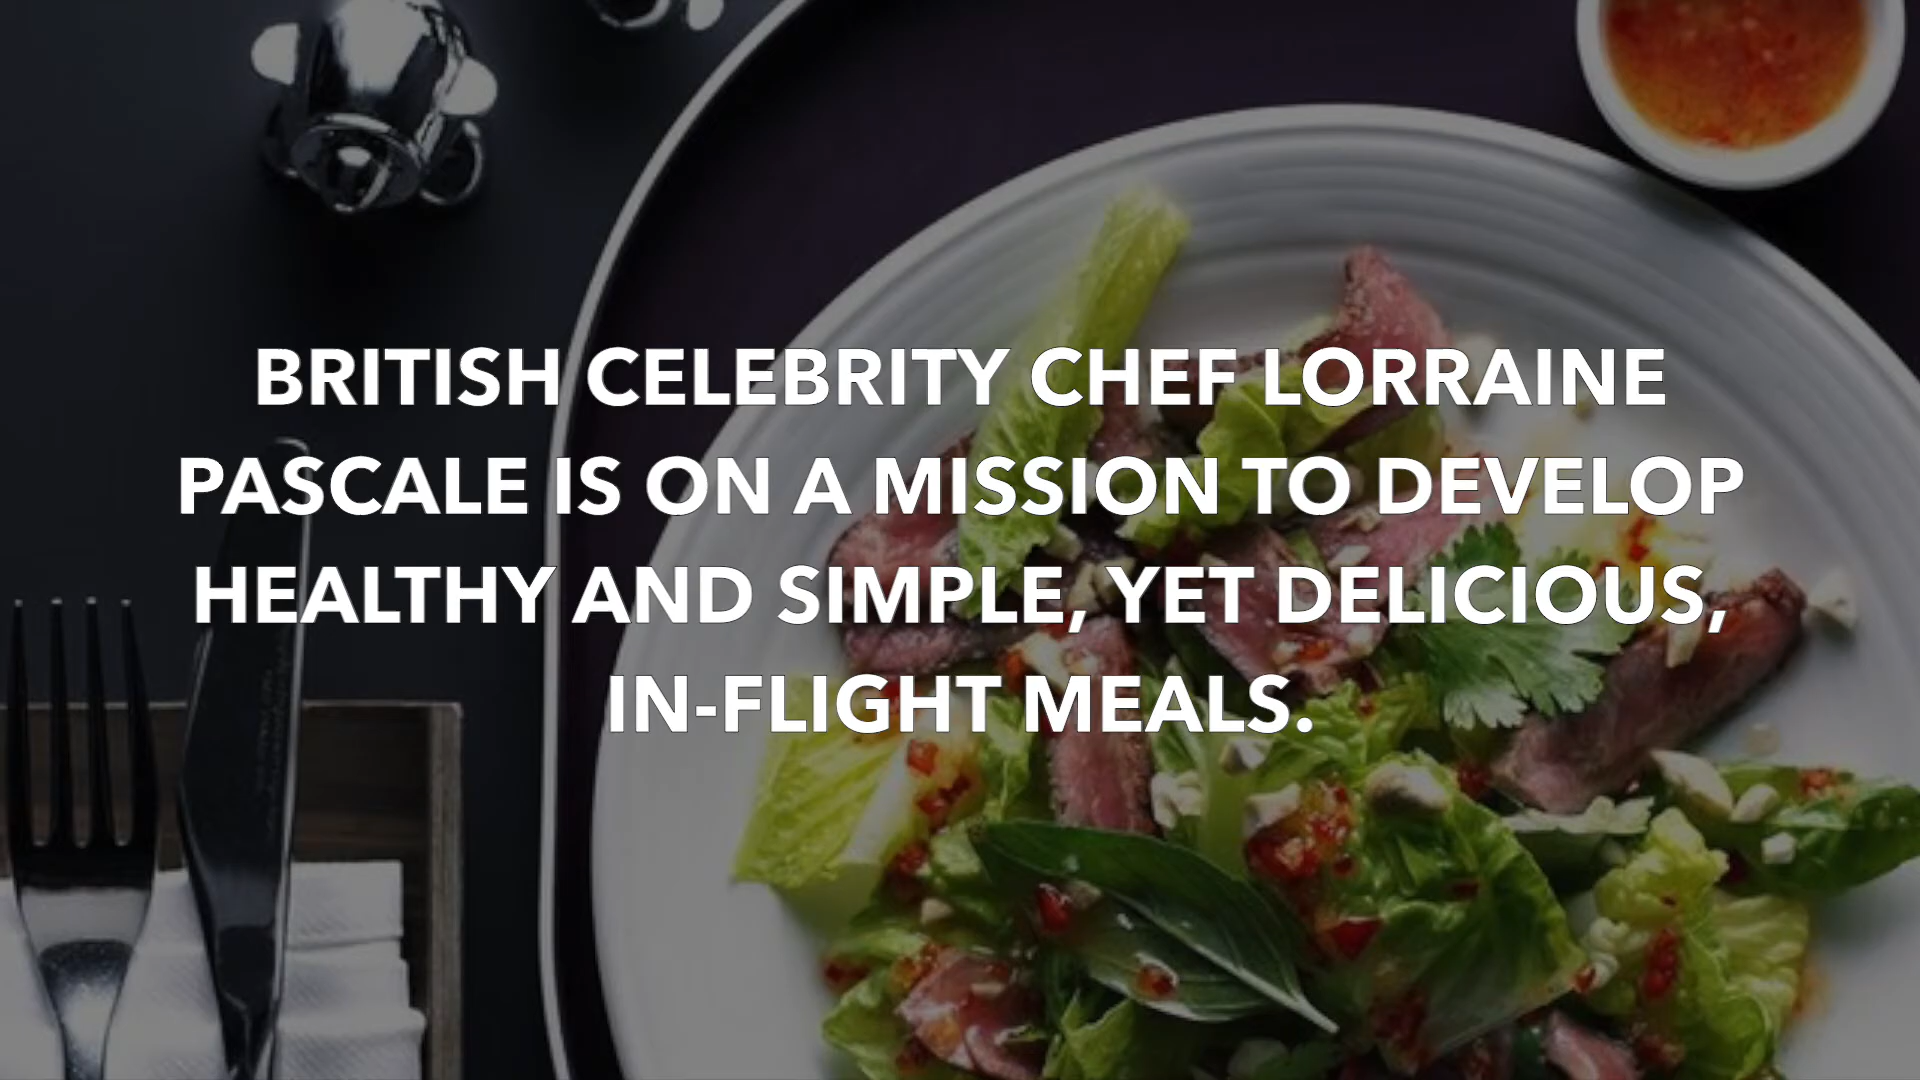 BRITISH CELEBRITY CHEF LORRAINE
PASCALE IS ON A MISSION TO DEVELOP
HEALTHY AND SIMPLE, YET DELICIOUS,
IN-FLIGHT MEALS.